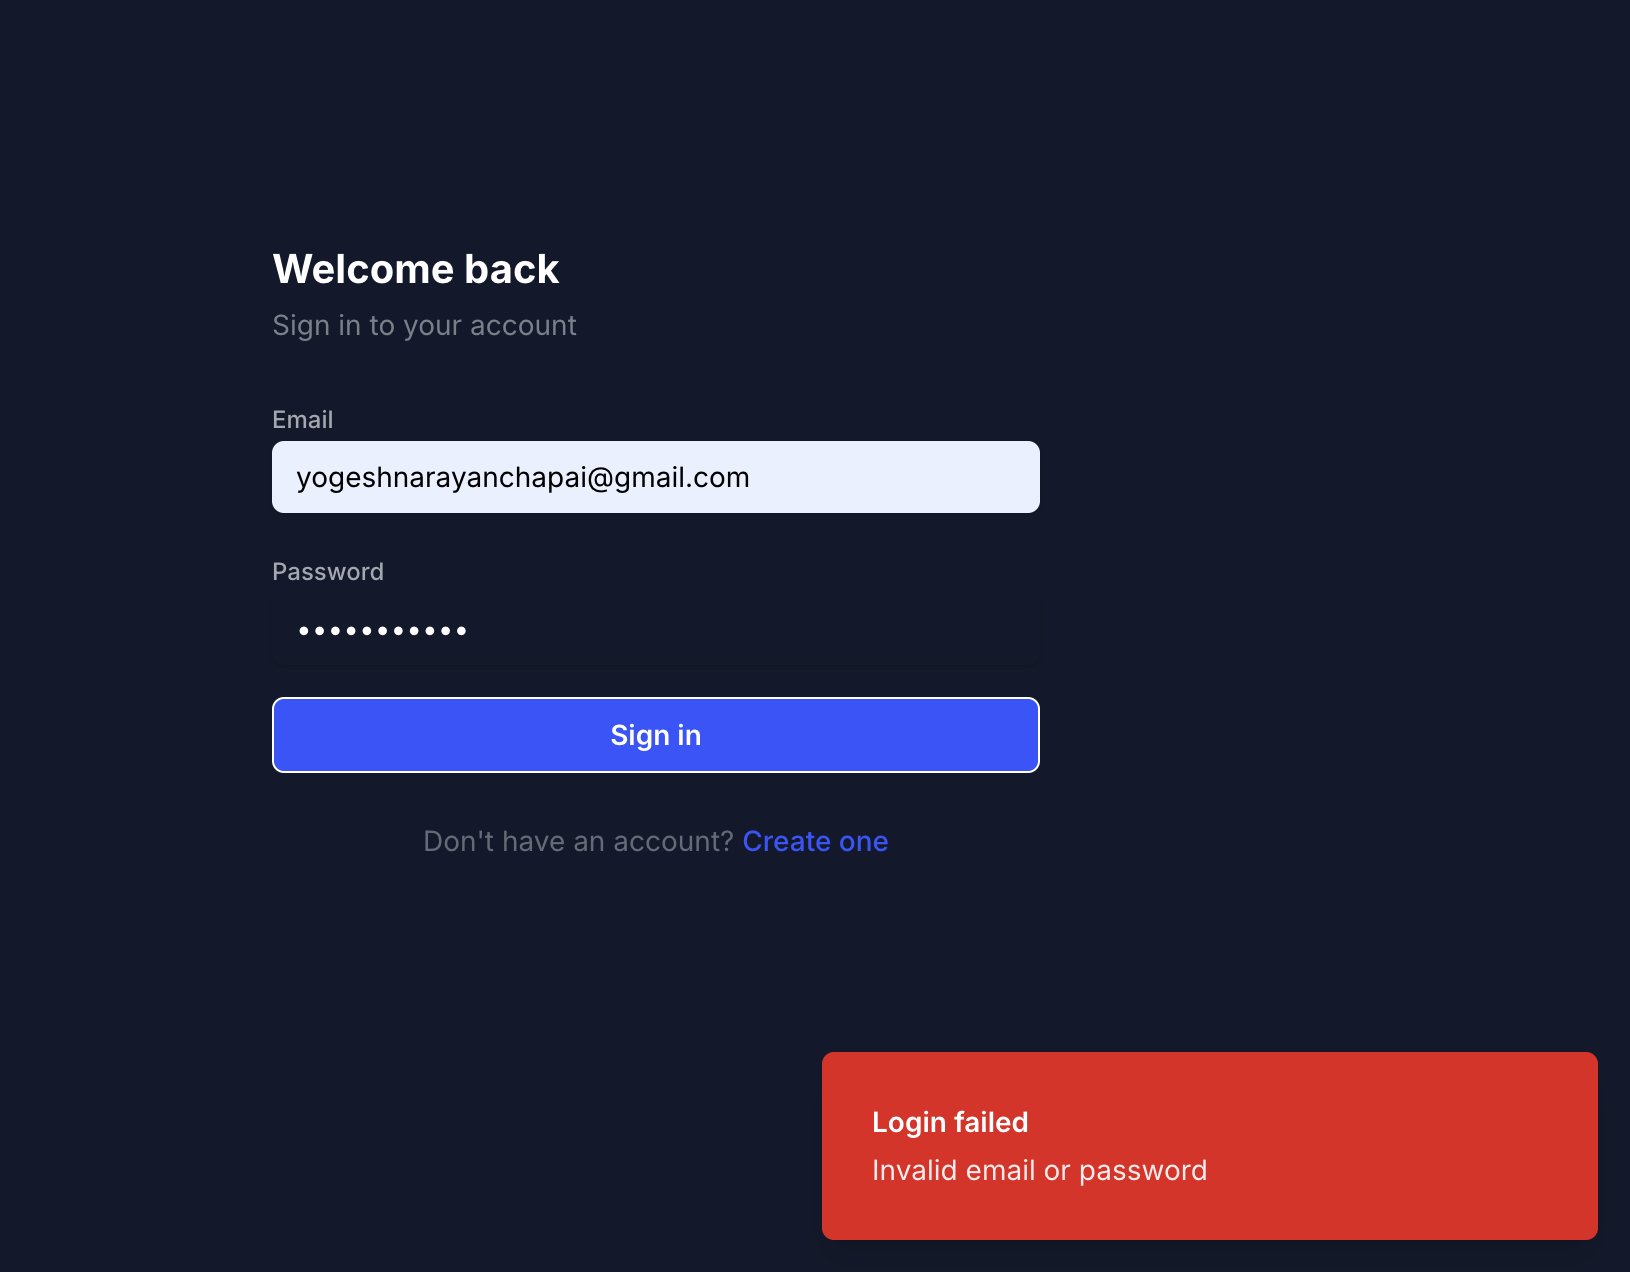 Welcome back
Sign in to your account
Email
yogeshnarayanchapai@gmail.com
Password
•••••••••••
Sign in
Don't have an account? Create one
Login failed
Invalid email or password